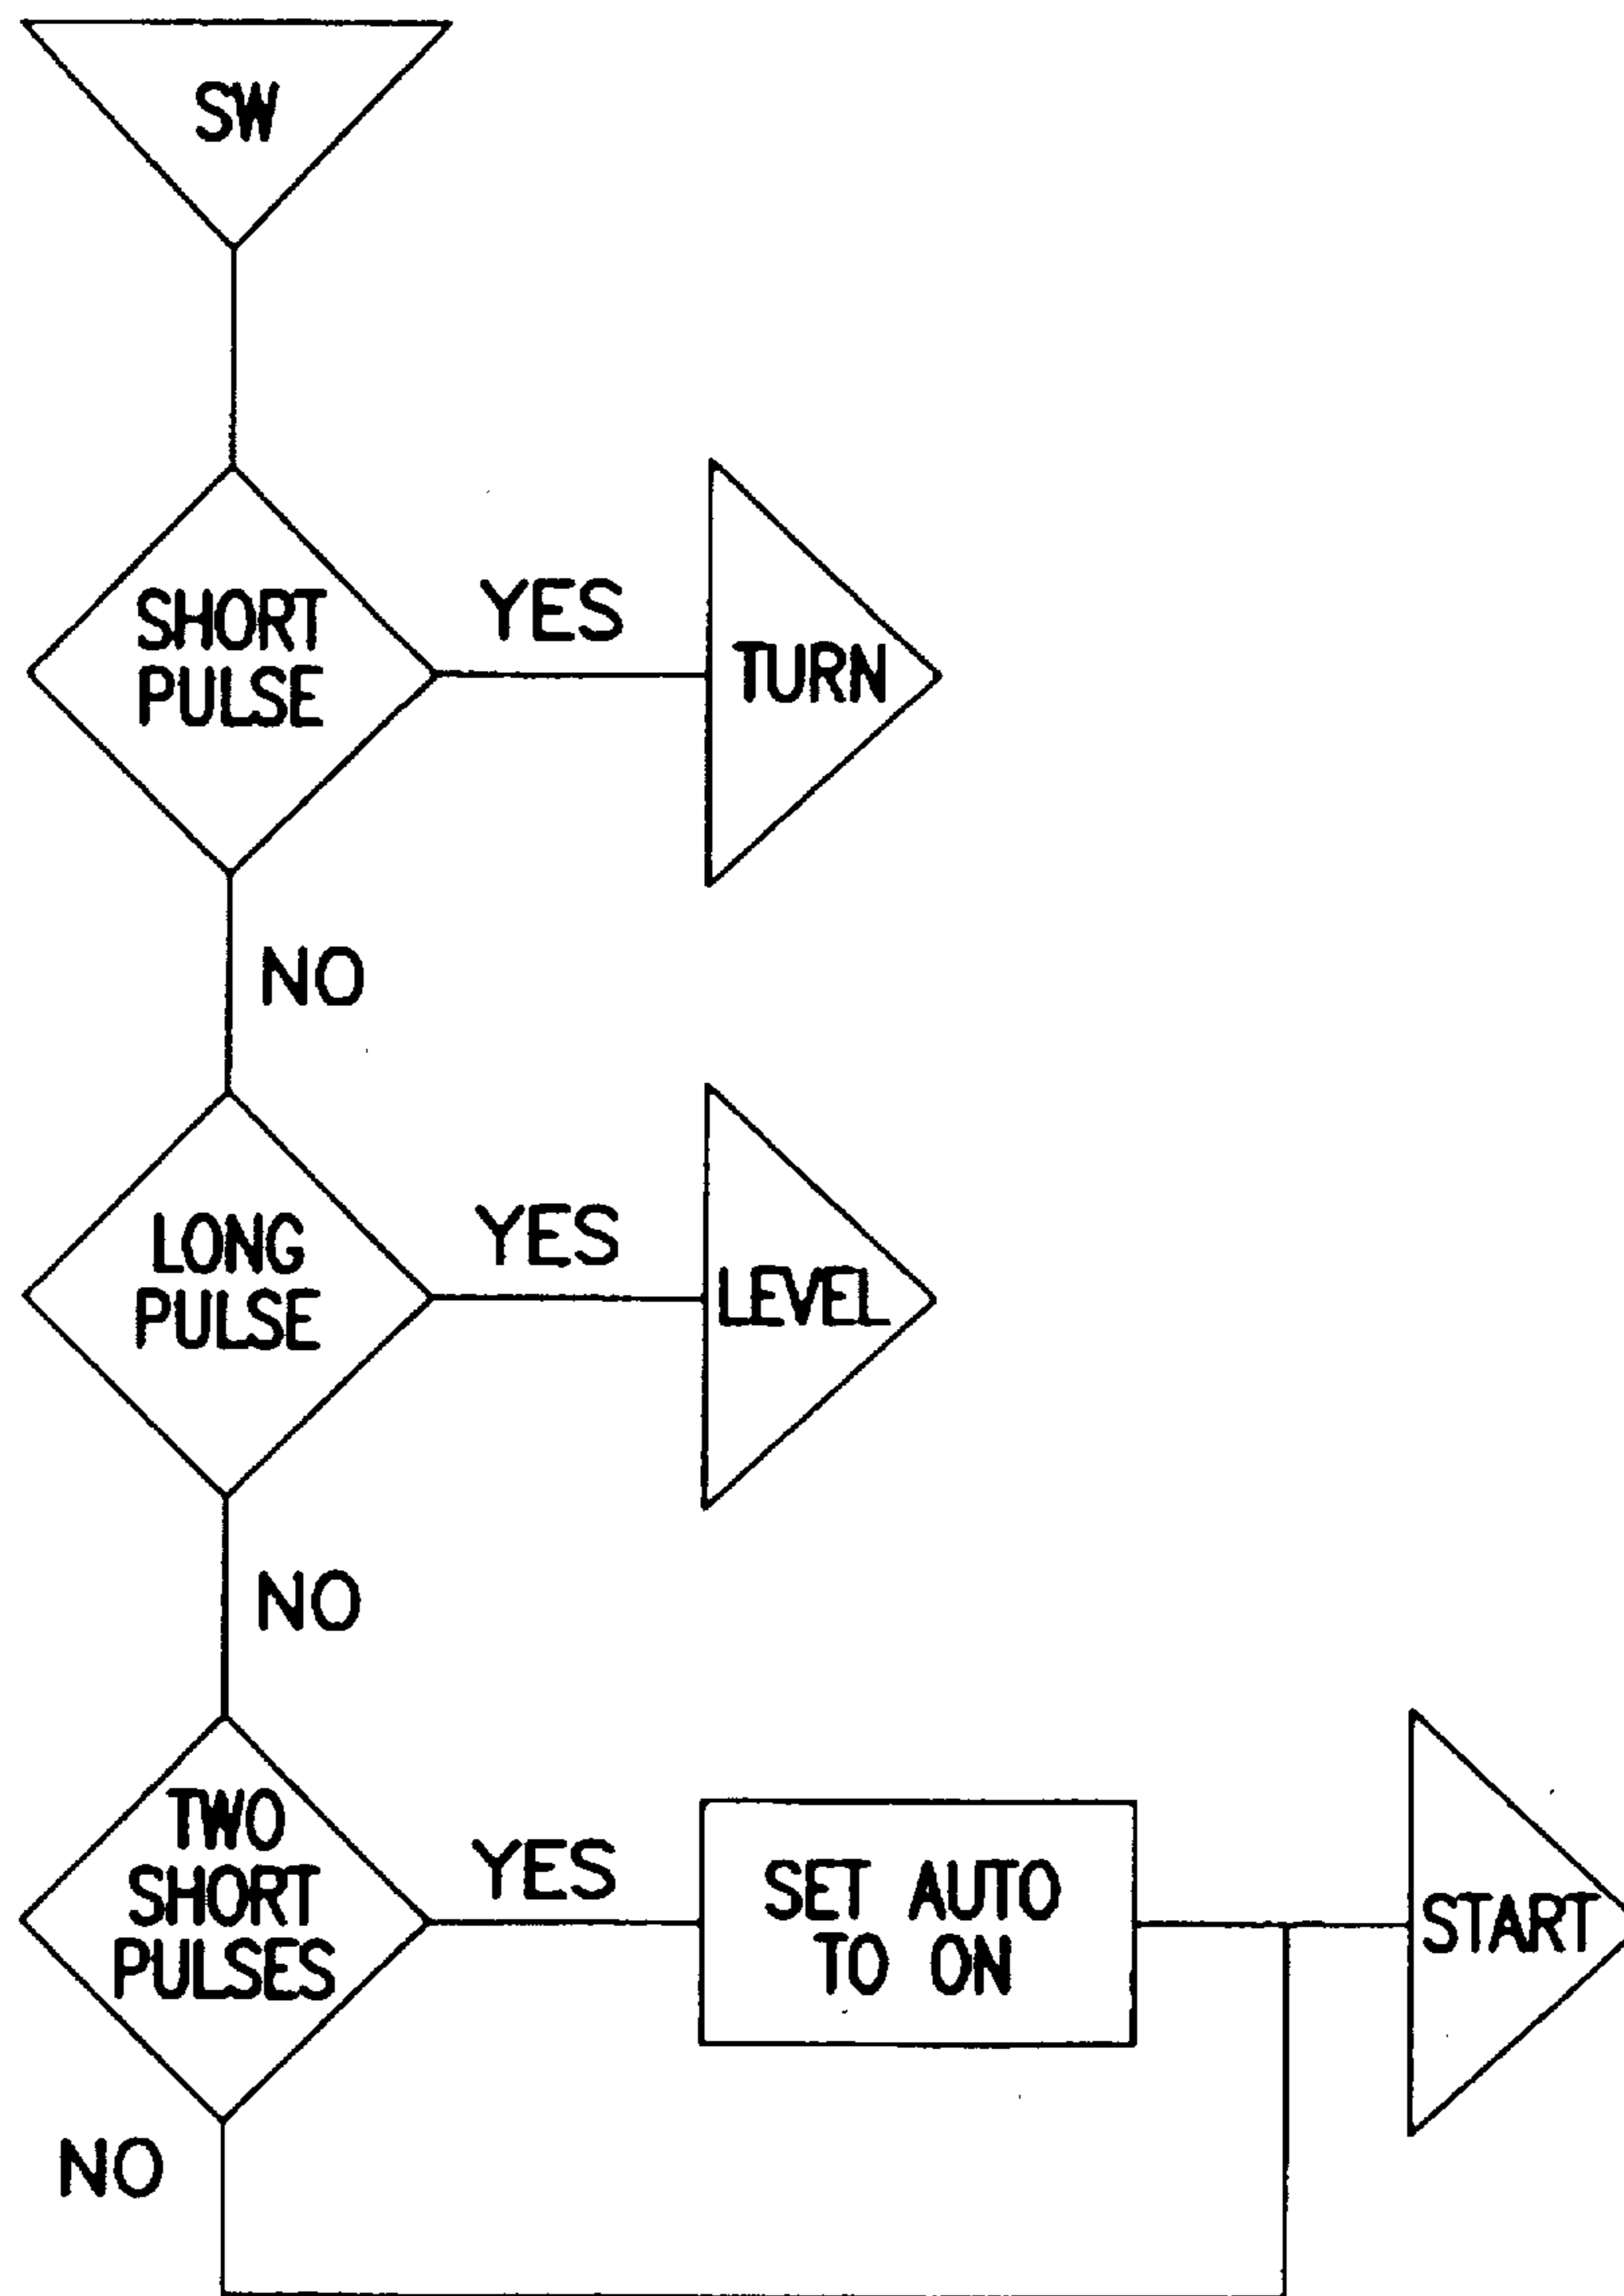 SW
SHORT
PULSE
YES
TURN
NO
LONG
PULSE
YES
LEVEL
NO
TWO
SHORT
PULSES
YES
SET AUTO
TO ON
START
NO